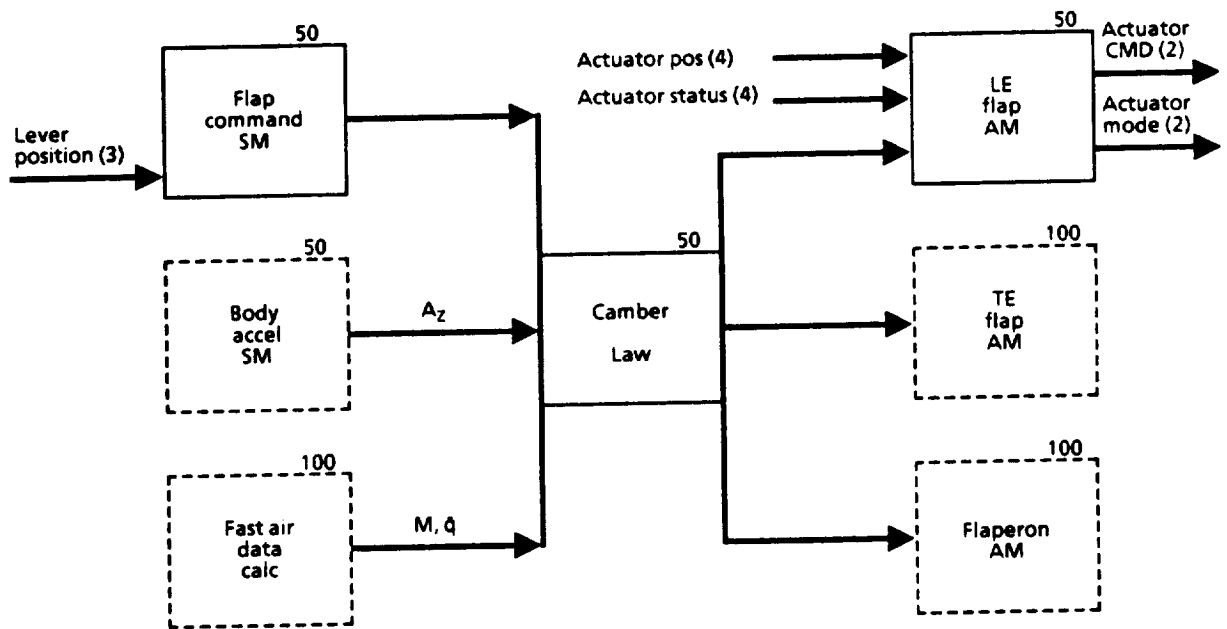 50
Flap
command
SM
Lever
position (3)
50
Body
accel
SM
A_Z
100
Fast air
data
calc
M, q̄
50
Camber
Law
Actuator pos (4)
Actuator status (4)
50
LE
flap
AM
Actuator
CMD (2)
Actuator
mode (2)
100
TE
flap
AM
100
Flaperon
AM